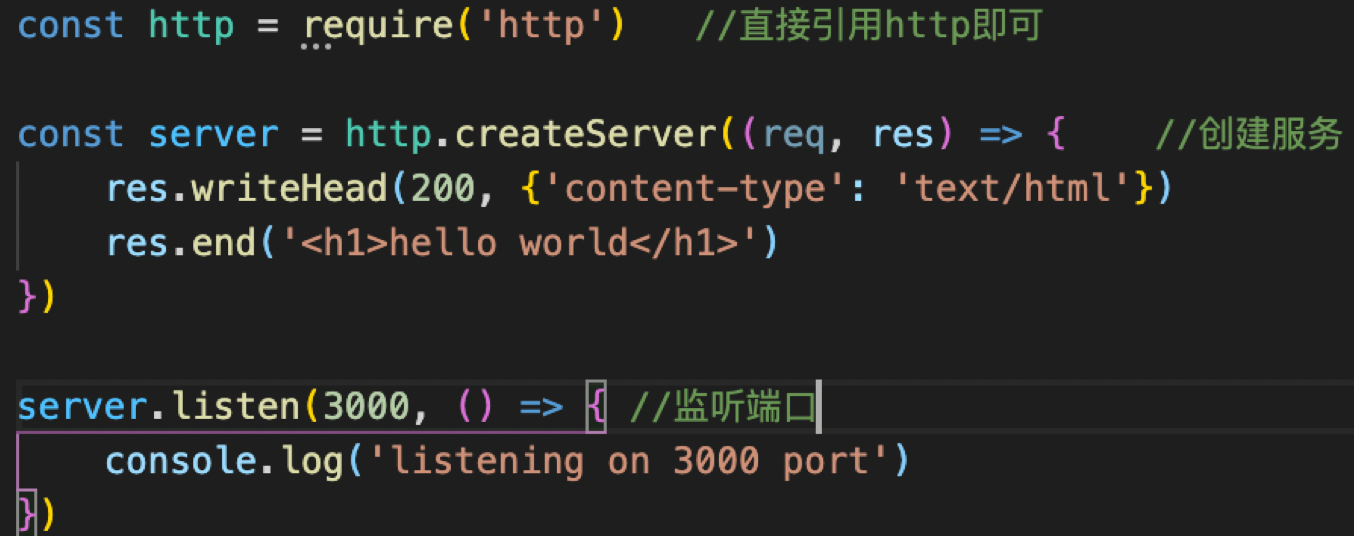 const http = require('http')   //直接引用http即可
const server = http.createServer((req, res) => {    //创建服务
    res.writeHead(200, {'content-type': 'text/html'})
    res.end('<h1>hello world</h1>')
})
server.listen(3000, () => { //监听端口
    console.log('listening on 3000 port')
})